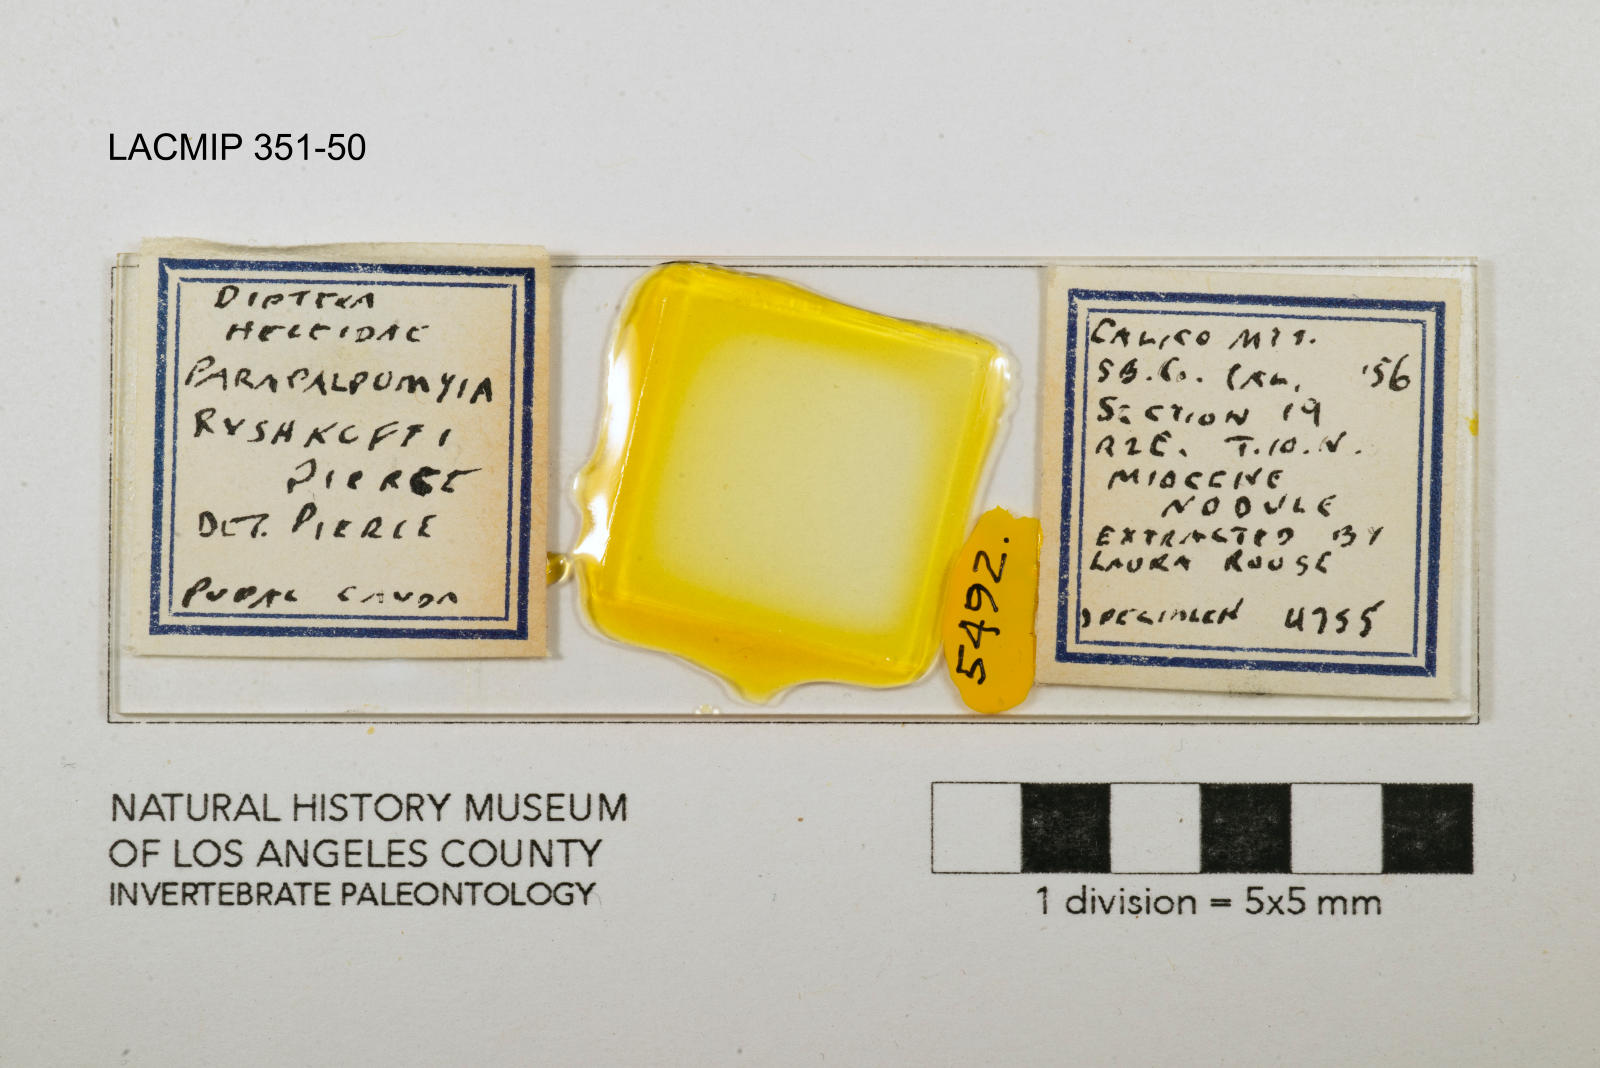 LACMIP 351-50
DIPTERA
HELEIDAE
PARAPALPOMYIA
RYSHKOFFI
PIERCE
DET. PIERCE
PUPAL CAUDA
5492.
CALICO MTS.
SB. Co. CAL. '56
SECTION 19
R2E. T.10.N.
MIOCENE
NODULE
EXTRACTED BY
LAURA ROUSE
SPECIMEN 4755
NATURAL HISTORY MUSEUM
OF LOS ANGELES COUNTY
INVERTEBRATE PALEONTOLOGY
1 division = 5x5 mm